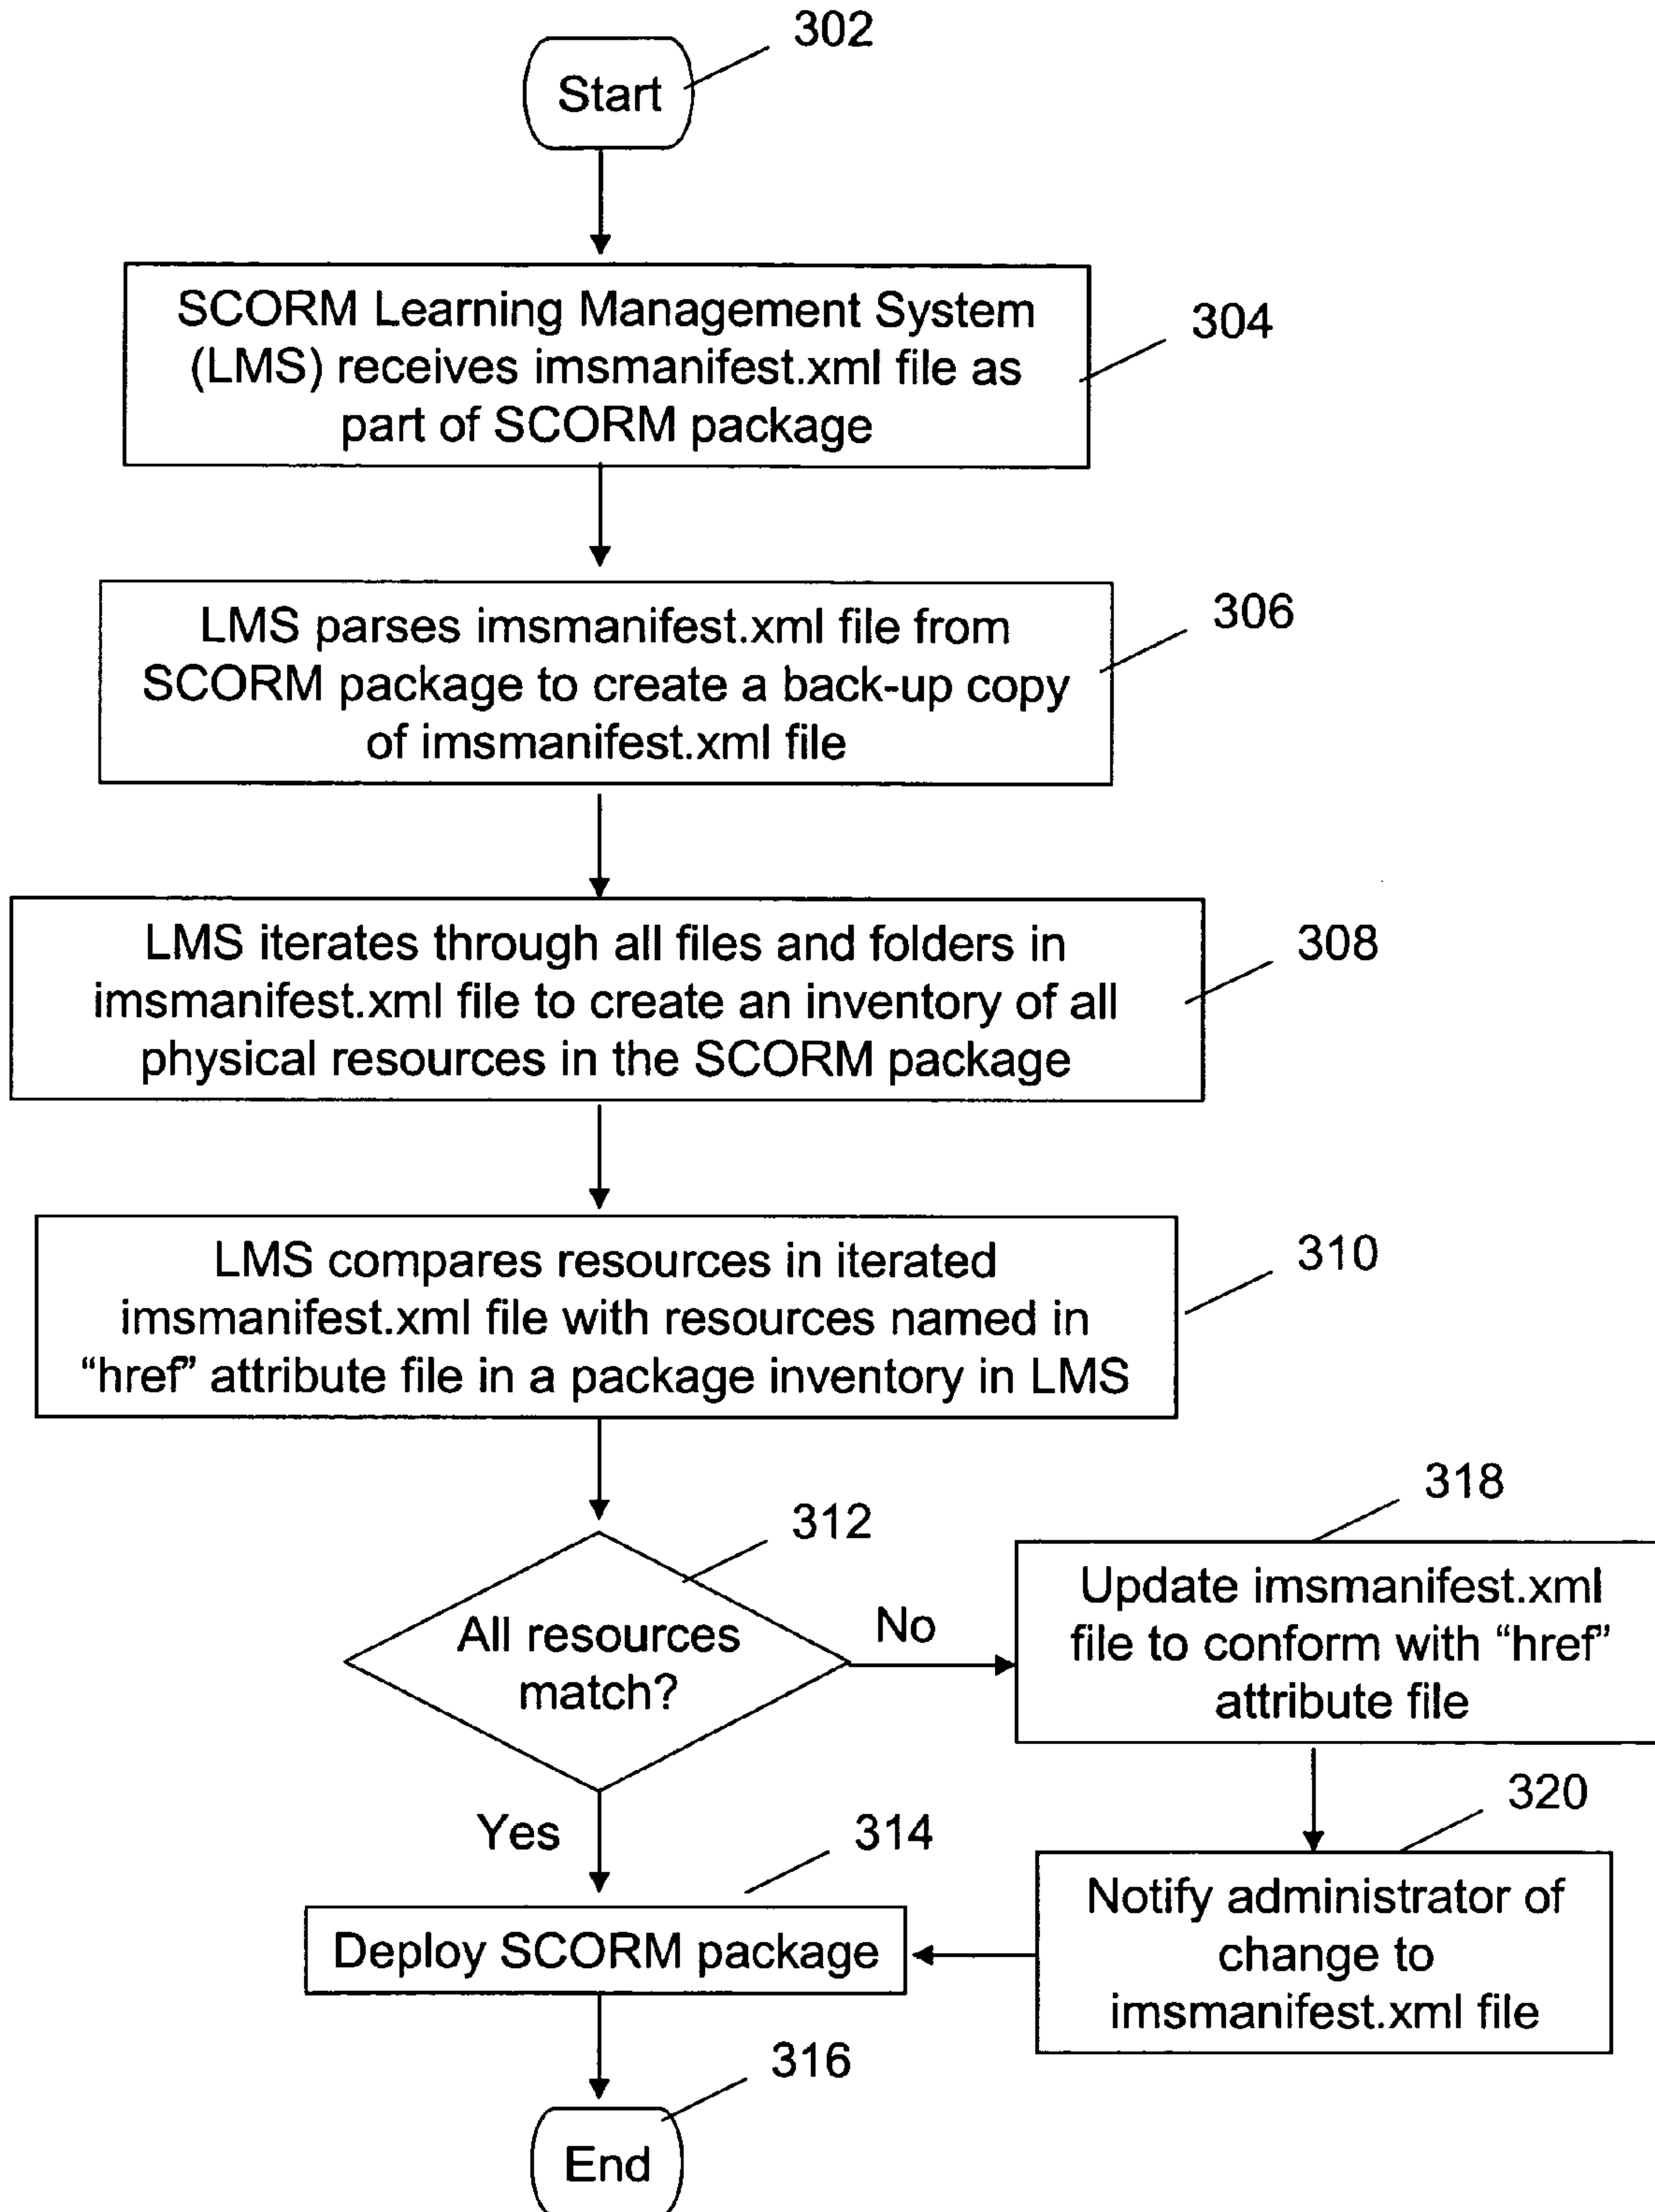 302
Start
SCORM Learning Management System
(LMS) receives imsmanifest.xml file as
part of SCORM package
304
LMS parses imsmanifest.xml file from
SCORM package to create a back-up copy
of imsmanifest.xml file
306
LMS iterates through all files and folders in
imsmanifest.xml file to create an inventory of all
physical resources in the SCORM package
308
LMS compares resources in iterated
imsmanifest.xml file with resources named in
“href” attribute file in a package inventory in LMS
310
312
All resources
match?
No
318
Update imsmanifest.xml
file to conform with “href”
attribute file
Yes
314
Deploy SCORM package
320
Notify administrator of
change to
imsmanifest.xml file
316
End